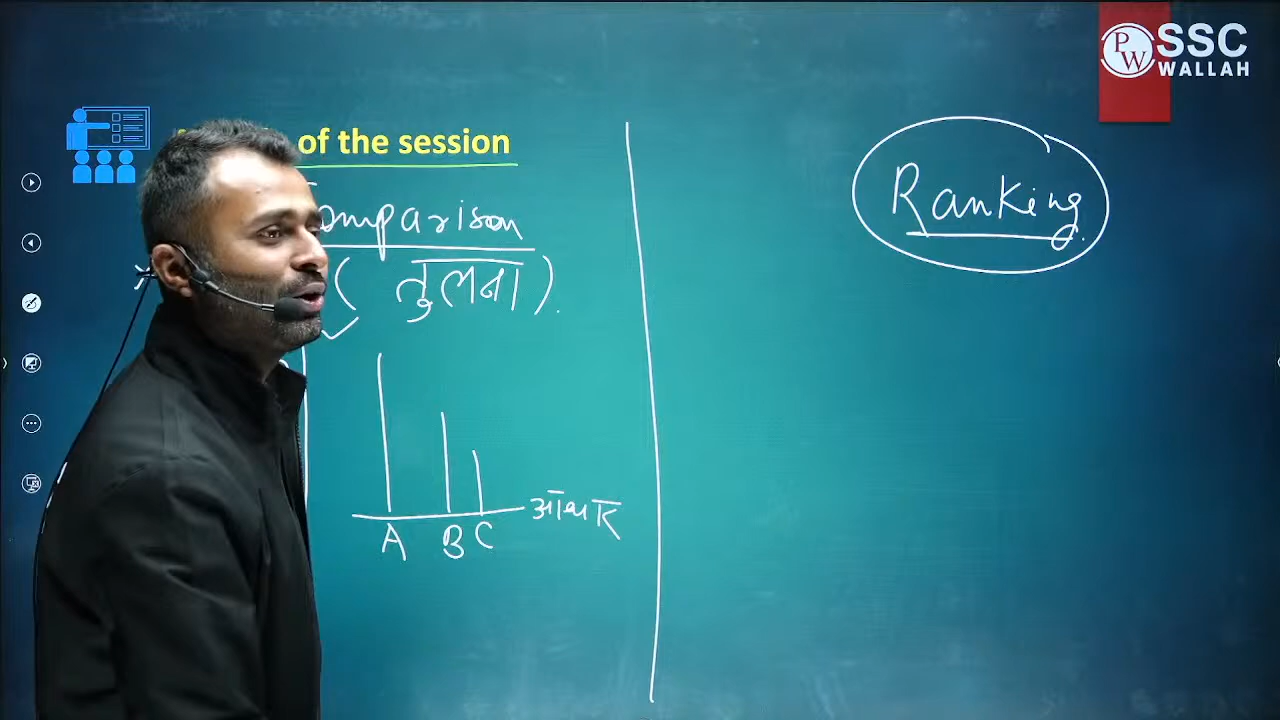 of the session
omparison
(तुलना).
A B C
आधार
Ranking
PW SSC
WALLAH